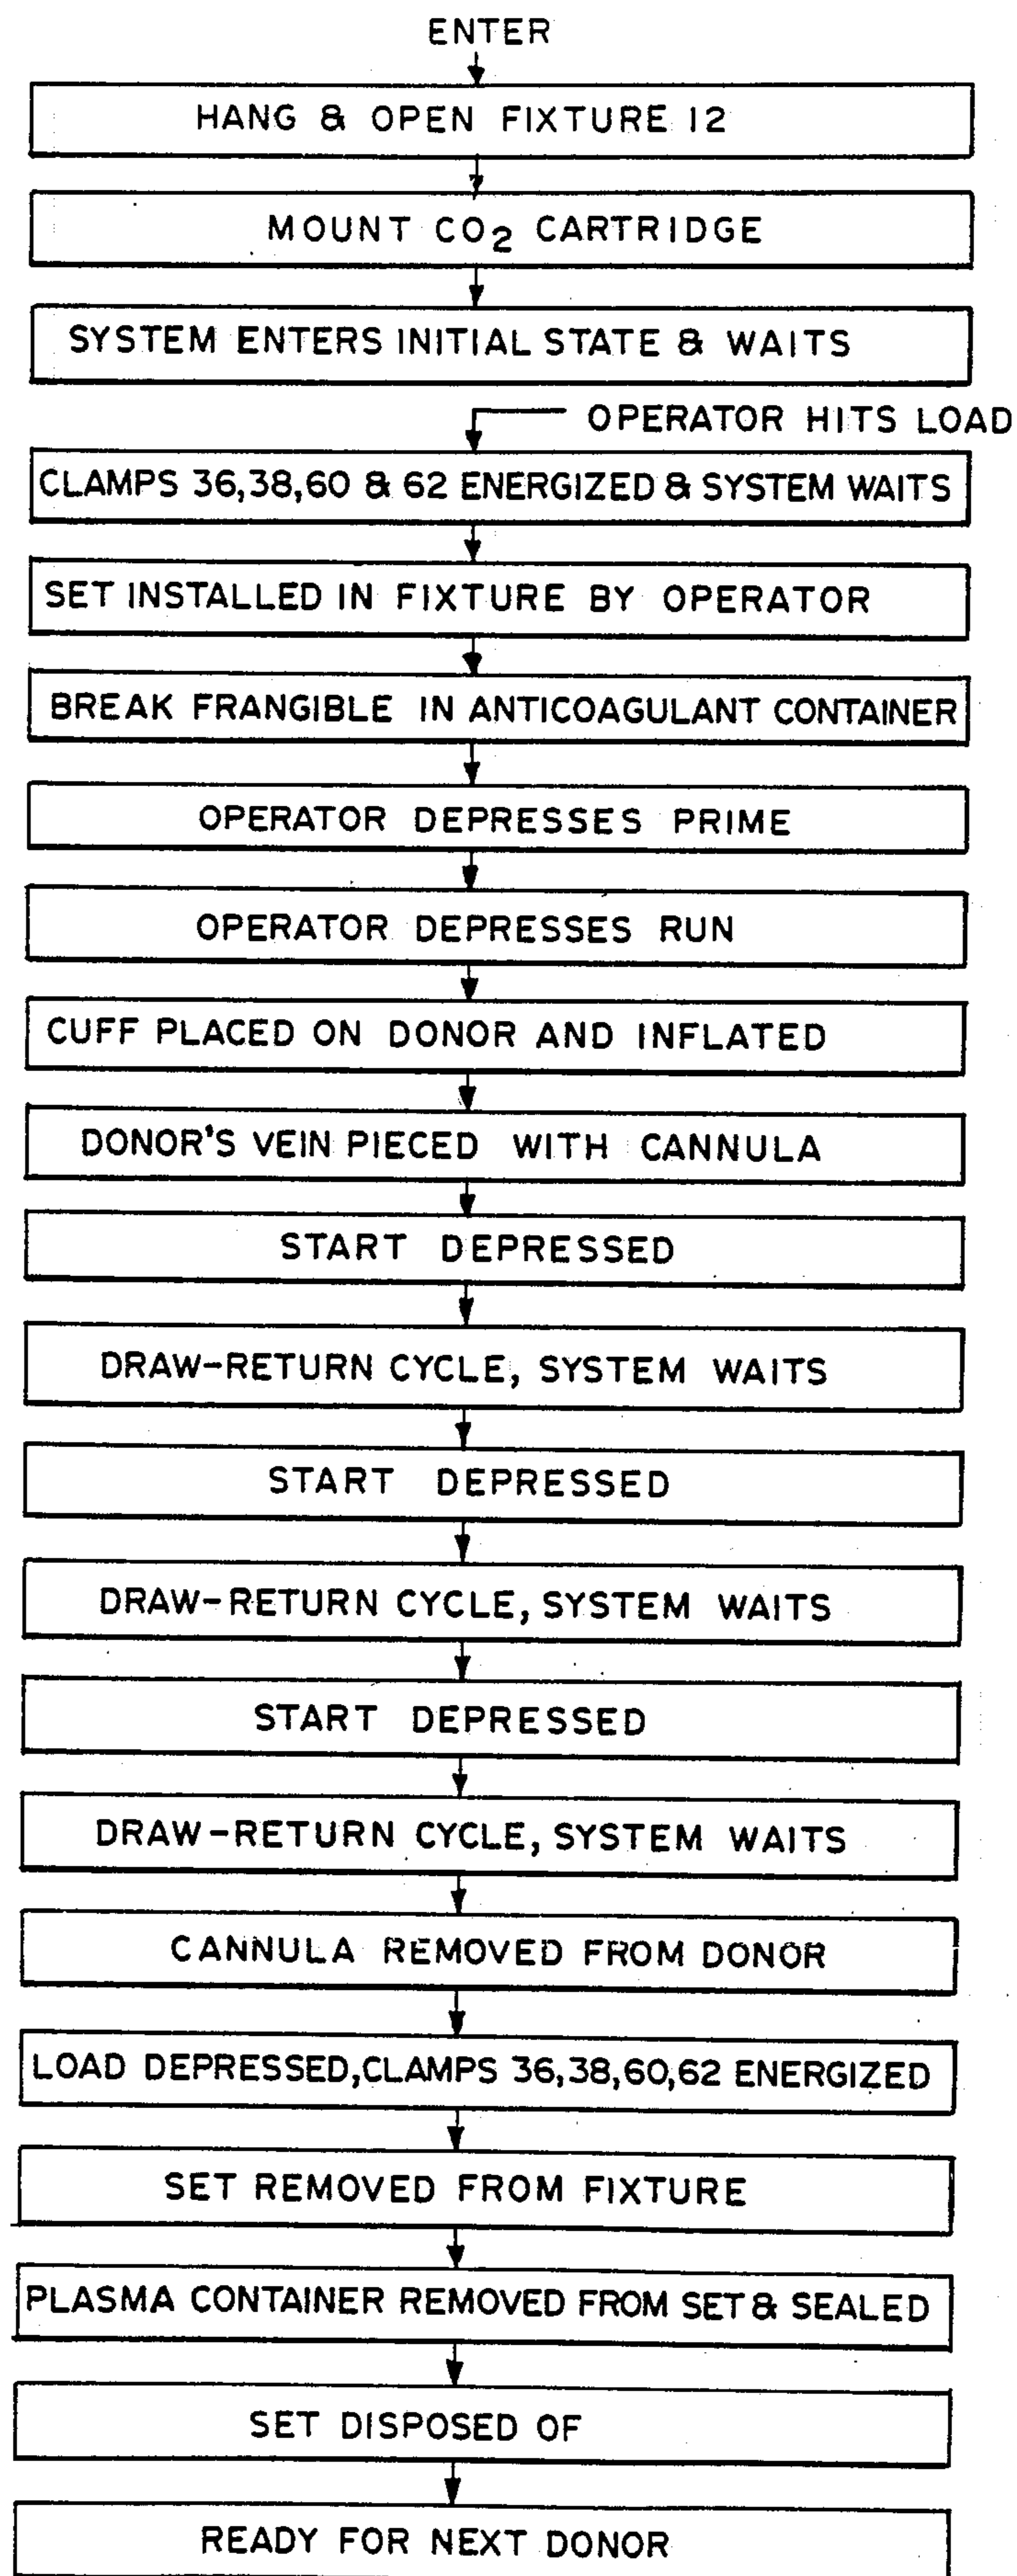 ENTER
HANG & OPEN FIXTURE 12
MOUNT CO2 CARTRIDGE
SYSTEM ENTERS INITIAL STATE & WAITS
OPERATOR HITS LOAD
CLAMPS 36,38,60 & 62 ENERGIZED & SYSTEM WAITS
SET INSTALLED IN FIXTURE BY OPERATOR
BREAK FRANGIBLE IN ANTICOAGULANT CONTAINER
OPERATOR DEPRESSES PRIME
OPERATOR DEPRESSES RUN
CUFF PLACED ON DONOR AND INFLATED
DONOR'S VEIN PIECED WITH CANNULA
START DEPRESSED
DRAW-RETURN CYCLE, SYSTEM WAITS
START DEPRESSED
DRAW-RETURN CYCLE, SYSTEM WAITS
START DEPRESSED
DRAW-RETURN CYCLE, SYSTEM WAITS
CANNULA REMOVED FROM DONOR
LOAD DEPRESSED,CLAMPS 36,38,60,62 ENERGIZED
SET REMOVED FROM FIXTURE
PLASMA CONTAINER REMOVED FROM SET & SEALED
SET DISPOSED OF
READY FOR NEXT DONOR